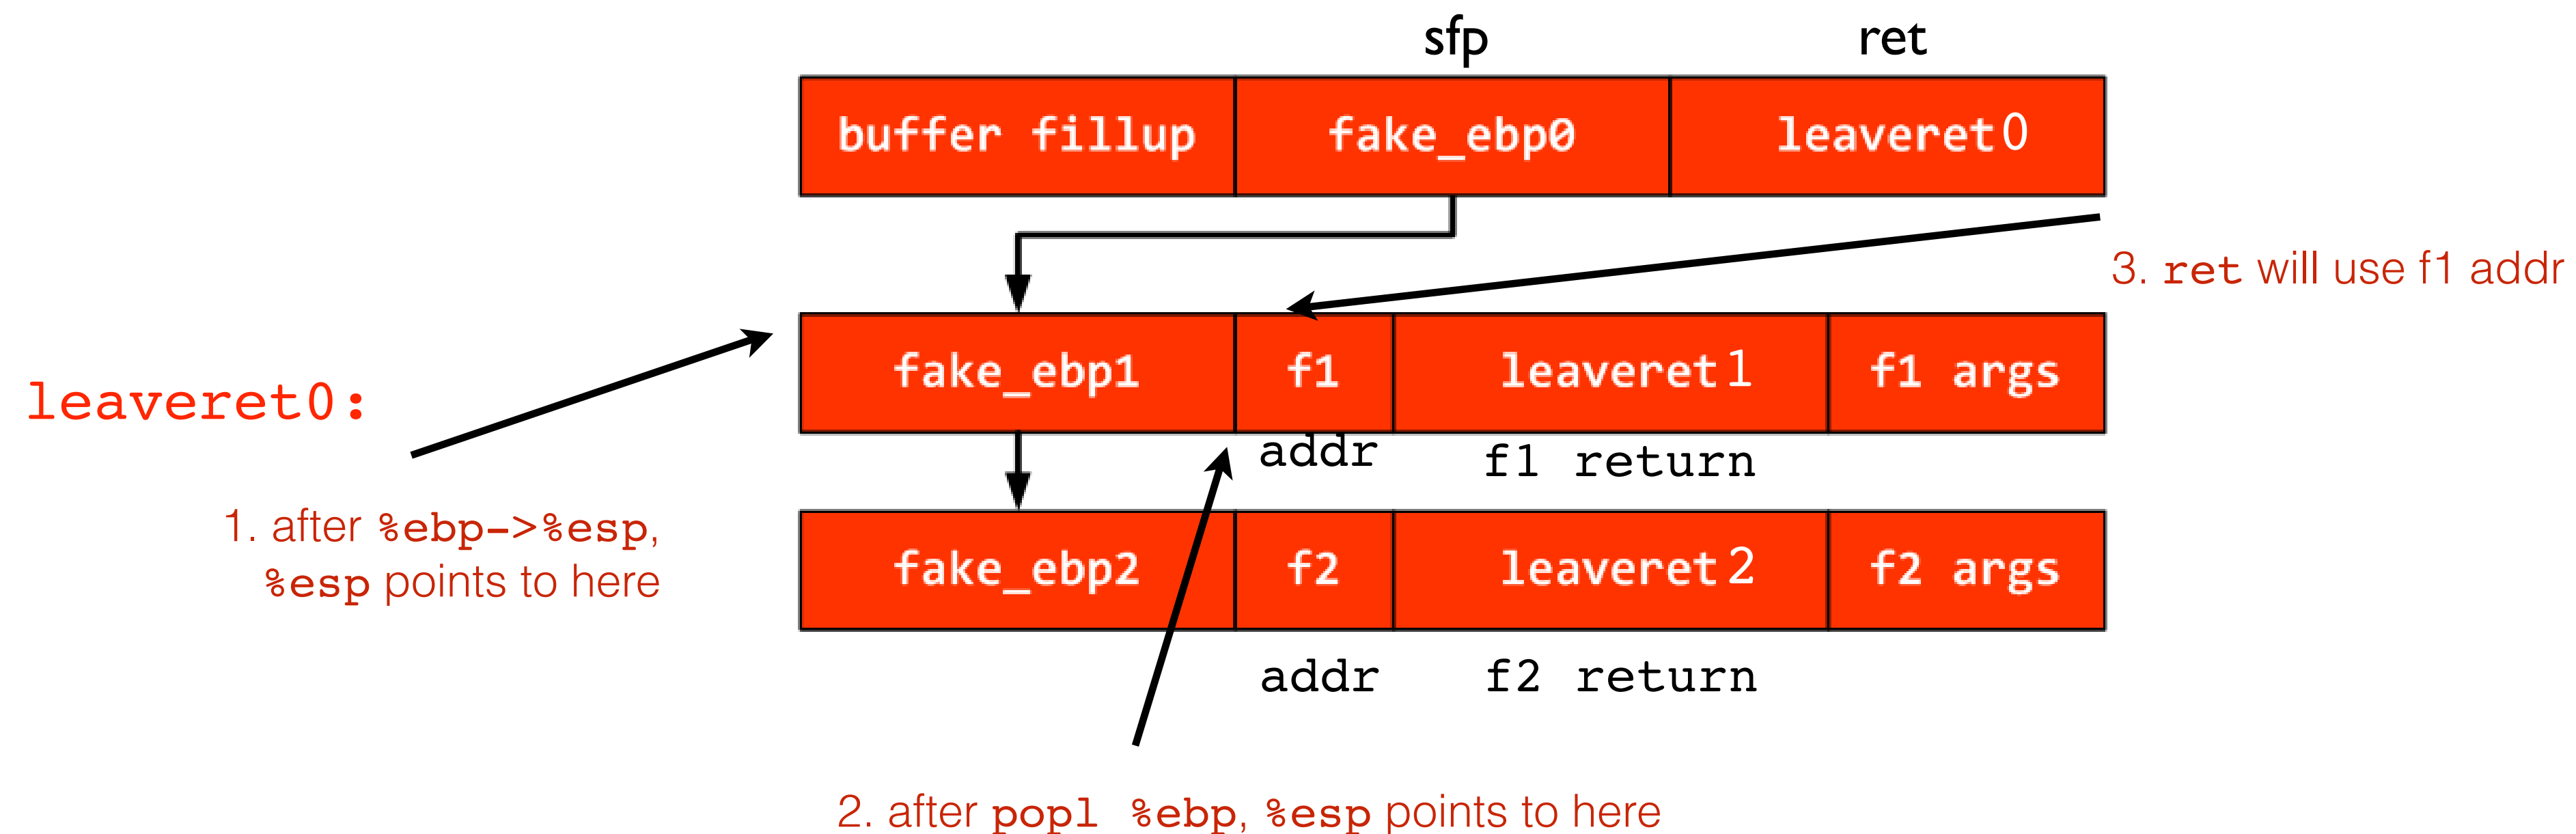 sfp ret
buffer fillup fake_ebp0 leaveret0
3. ret will use f1 addr
fake_ebp1 f1 leaveret1 f1 args
leaveret0:
addr f1 return
1. after %ebp->%esp,
%esp points to here
fake_ebp2 f2 leaveret2 f2 args
addr f2 return
2. after popl %ebp, %esp points to here